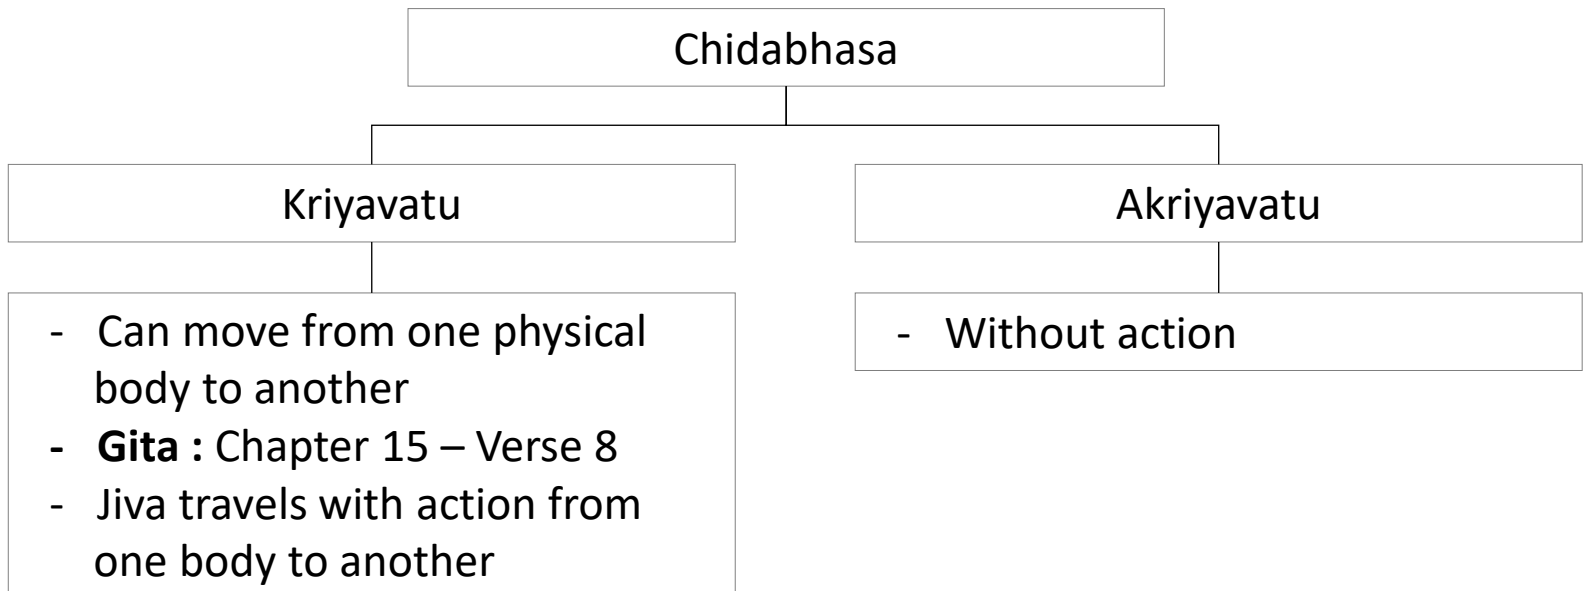 Chidabhasa
Kriyavatu
Akriyavatu
- Can move from one physical
body to another
- Gita : Chapter 15 – Verse 8
- Jiva travels with action from
one body to another
- Without action